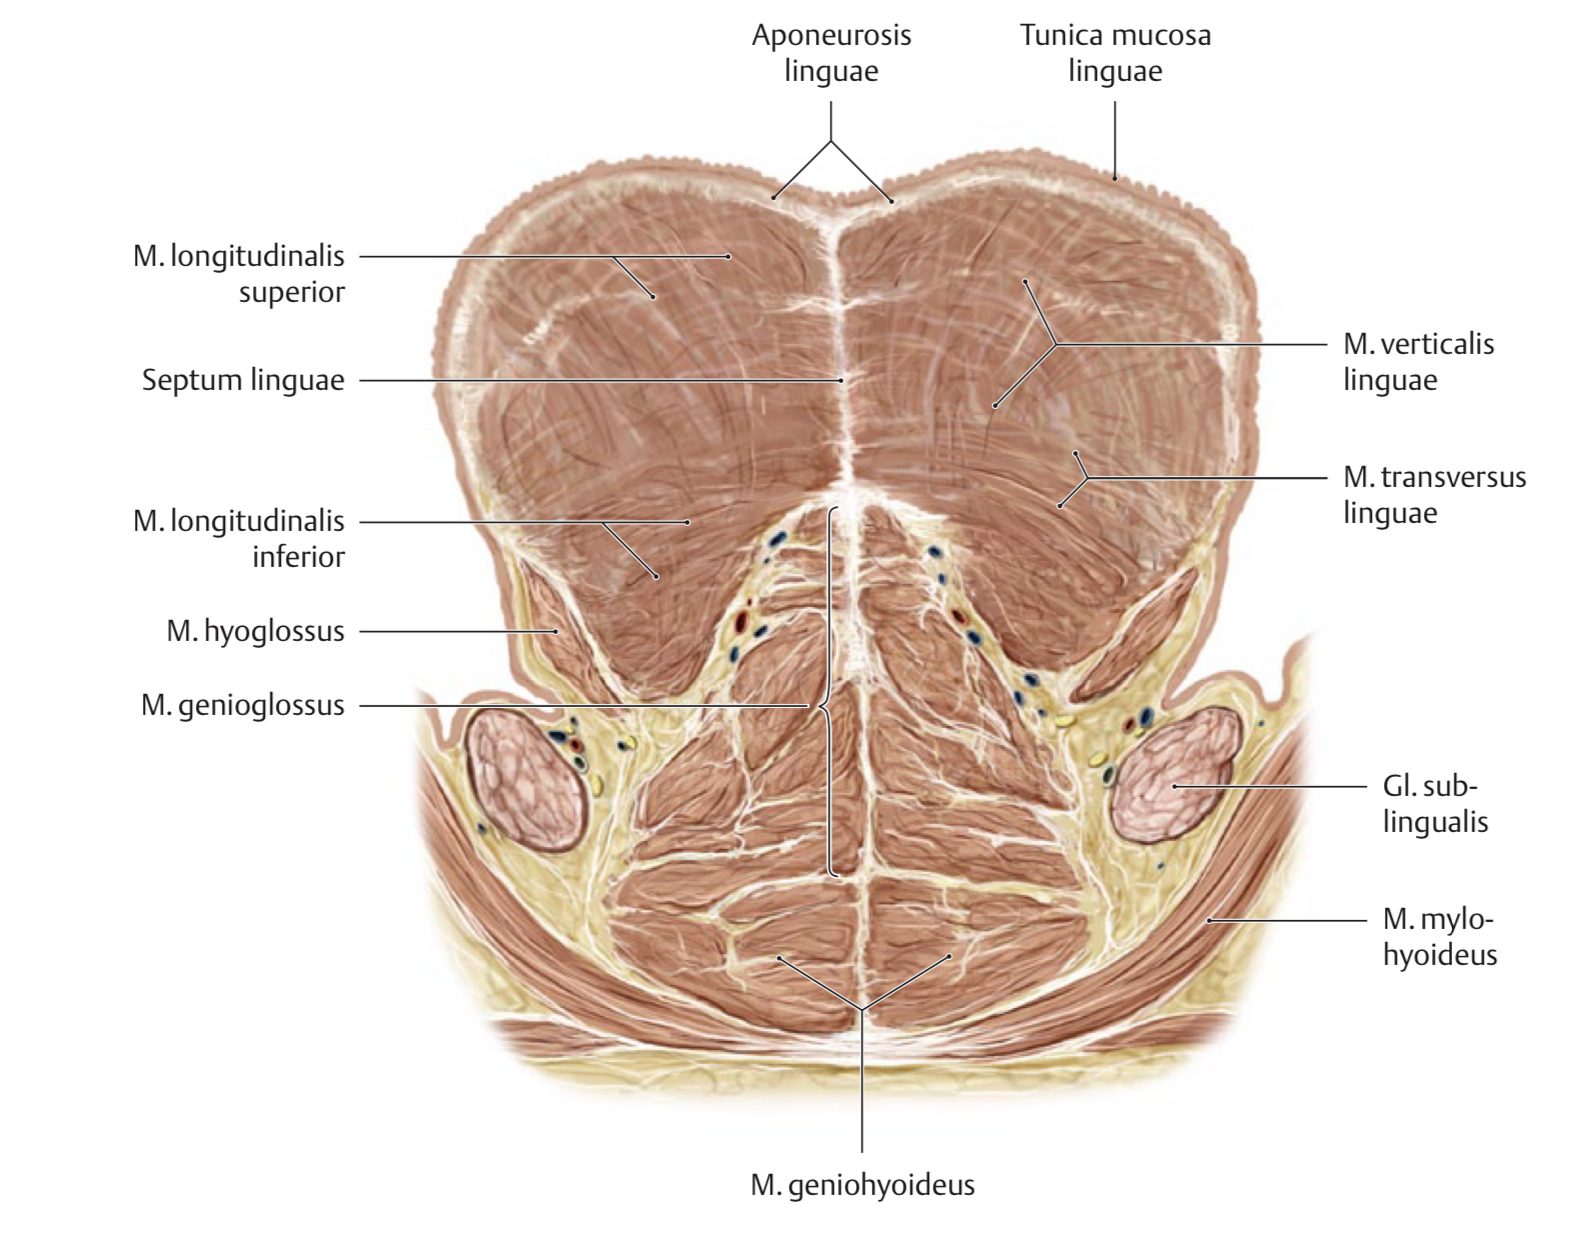 Aponeurosis
linguae
Tunica mucosa
linguae
M. longitudinalis
superior
Septum linguae
M. longitudinalis
inferior
M. hyoglossus
M. genioglossus
M. verticalis
linguae
M. transversus
linguae
Gl. sub-
lingualis
M. mylo-
hyoideus
M. geniohyoideus